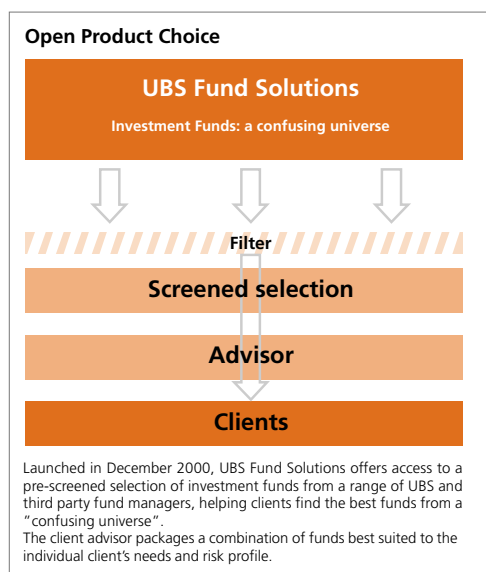 Open Product Choice
UBS Fund Solutions
Investment Funds: a confusing universe
Filter
Screened selection
Advisor
Clients
Launched in December 2000, UBS Fund Solutions offers access to a
pre-screened selection of investment funds from a range of UBS and
third party fund managers, helping clients find the best funds from a
“confusing universe”.
The client advisor packages a combination of funds best suited to the
individual client’s needs and risk profile.